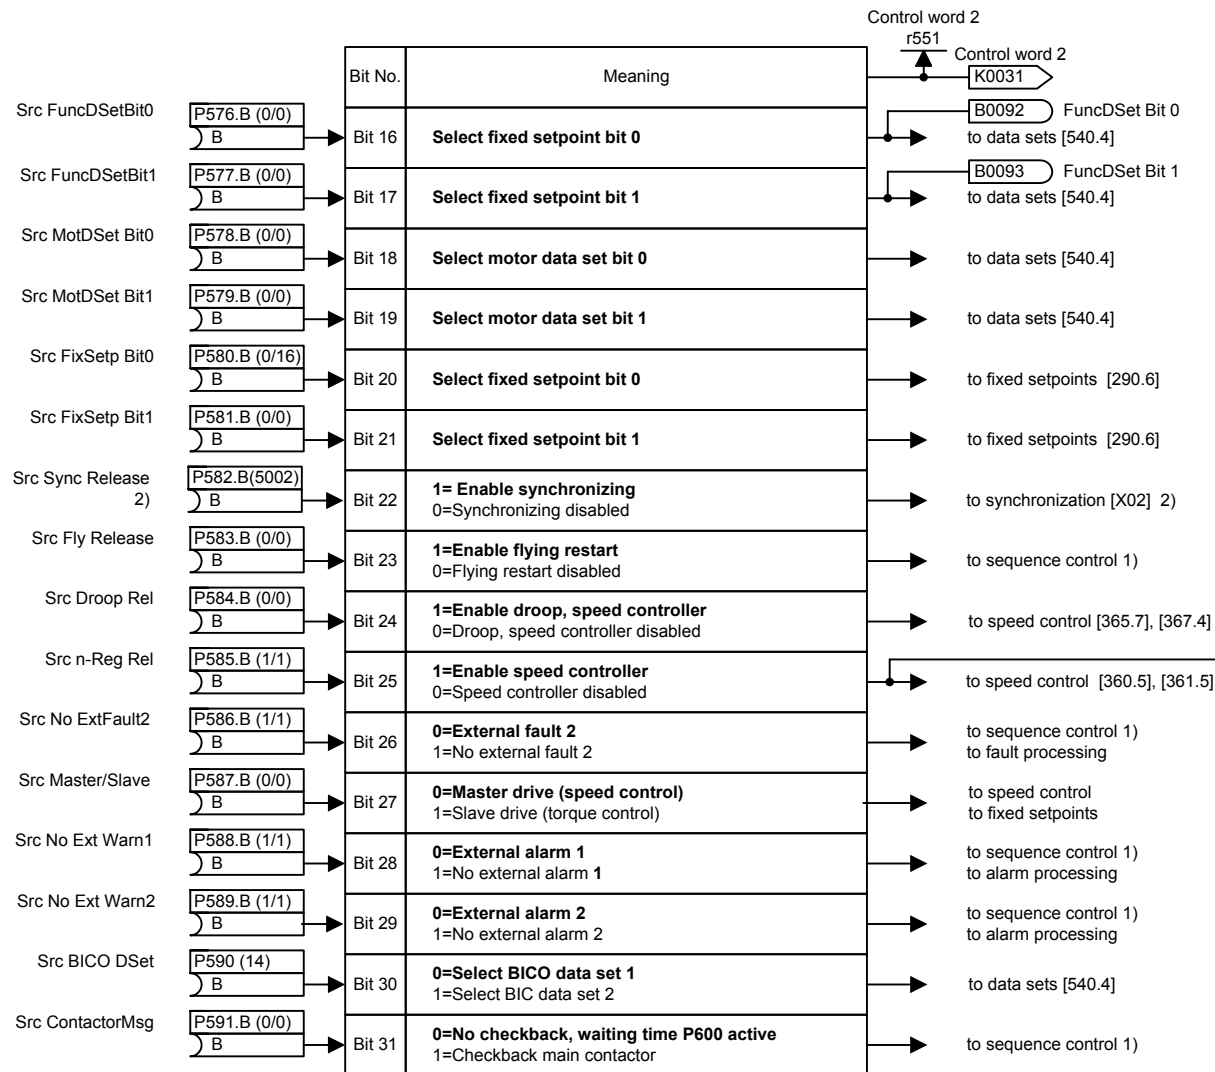 Control word 2
r551
Control word 2
Bit No.
Meaning
K0031
Src FuncDSetBit0
P576.B (0/0)
B
Bit 16
Select fixed setpoint bit 0
B0092
FuncDSet Bit 0
to data sets [540.4]
Src FuncDSetBit1
P577.B (0/0)
B
Bit 17
Select fixed setpoint bit 1
B0093
FuncDSet Bit 1
to data sets [540.4]
Src MotDSet Bit0
P578.B (0/0)
B
Bit 18
Select motor data set bit 0
to data sets [540.4]
Src MotDSet Bit1
P579.B (0/0)
B
Bit 19
Select motor data set bit 1
to data sets [540.4]
Src FixSetp Bit0
P580.B (0/16)
B
Bit 20
Select fixed setpoint bit 0
to fixed setpoints [290.6]
Src FixSetp Bit1
P581.B (0/0)
B
Bit 21
Select fixed setpoint bit 1
to fixed setpoints [290.6]
Src Sync Release
2)
P582.B(5002)
B
Bit 22
1= Enable synchronizing
0=Synchronizing disabled
to synchronization [X02] 2)
Src Fly Release
P583.B (0/0)
B
Bit 23
1=Enable flying restart
0=Flying restart disabled
to sequence control 1)
Src Droop Rel
P584.B (0/0)
B
Bit 24
1=Enable droop, speed controller
0=Droop, speed controller disabled
to speed control [365.7], [367.4]
Src n-Reg Rel
P585.B (1/1)
B
Bit 25
1=Enable speed controller
0=Speed controller disabled
to speed control [360.5], [361.5]
Src No ExtFault2
P586.B (1/1)
B
Bit 26
0=External fault 2
1=No external fault 2
to sequence control 1)
to fault processing
Src Master/Slave
P587.B (0/0)
B
Bit 27
0=Master drive (speed control)
1=Slave drive (torque control)
to speed control
to fixed setpoints
Src No Ext Warn1
P588.B (1/1)
B
Bit 28
0=External alarm 1
1=No external alarm 1
to sequence control 1)
to alarm processing
Src No Ext Warn2
P589.B (1/1)
B
Bit 29
0=External alarm 2
1=No external alarm 2
to sequence control 1)
to alarm processing
Src BICO DSet
P590 (14)
B
Bit 30
0=Select BICO data set 1
1=Select BIC data set 2
to data sets [540.4]
Src ContactorMsg
P591.B (0/0)
B
Bit 31
0=No checkback, waiting time P600 active
1=Checkback main contactor
to sequence control 1)